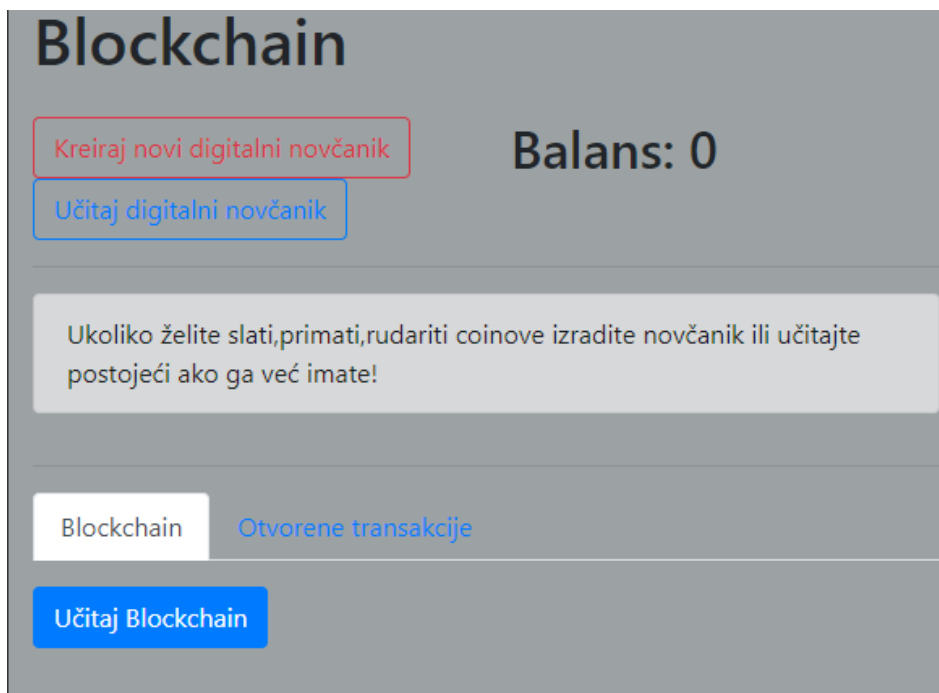 Blockchain
Kreiraj novi digitalni novčanik
Balans: 0
Učitaj digitalni novčanik
Ukoliko želite slati,primati,rudariti coinove izradite novčanik ili učitajte
postojeći ako ga već imate!
Blockchain
Otvorene transakcije
Učitaj Blockchain